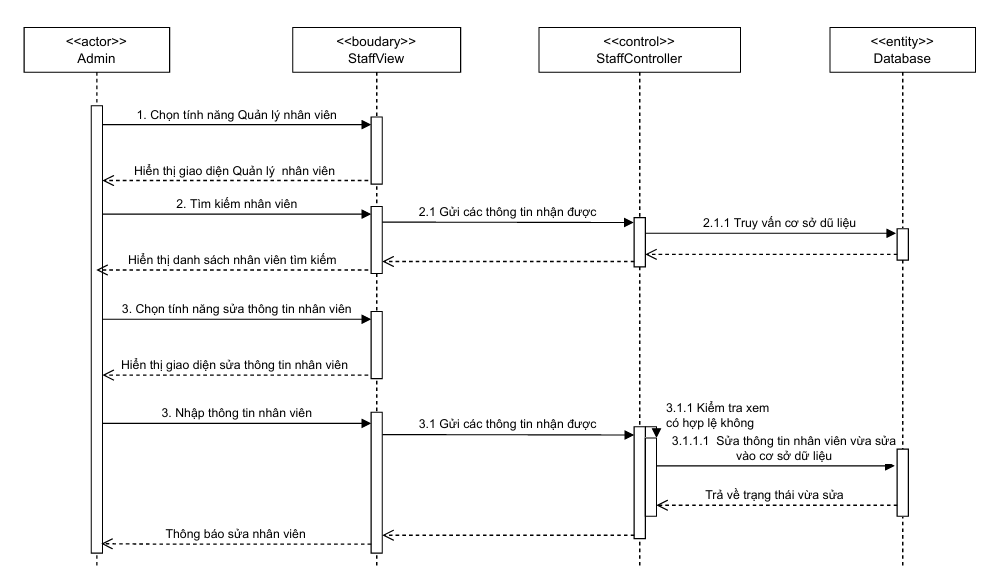 <<actor>>
Admin
<<boudary>>
StaffView
<<control>>
StaffController
<<entity>>
Database
1. Chọn tính năng Quản lý nhân viên
Hiển thị giao diện Quản lý nhân viên
2. Tìm kiếm nhân viên
2.1 Gửi các thông tin nhận được
2.1.1 Truy vấn cơ sở dũ liệu
Hiển thị danh sách nhân viên tìm kiếm
3. Chọn tính năng sửa thông tin nhân viên
Hiển thị giao diện sửa thông tin nhân viên
3. Nhập thông tin nhân viên
3.1 Gửi các thông tin nhận được
3.1.1 Kiểm tra xem
có hợp lệ không
3.1.1.1 Sửa thông tin nhân viên vừa sửa
vào cơ sở dữ liệu
Trả về trạng thái vừa sửa
Thông báo sửa nhân viên